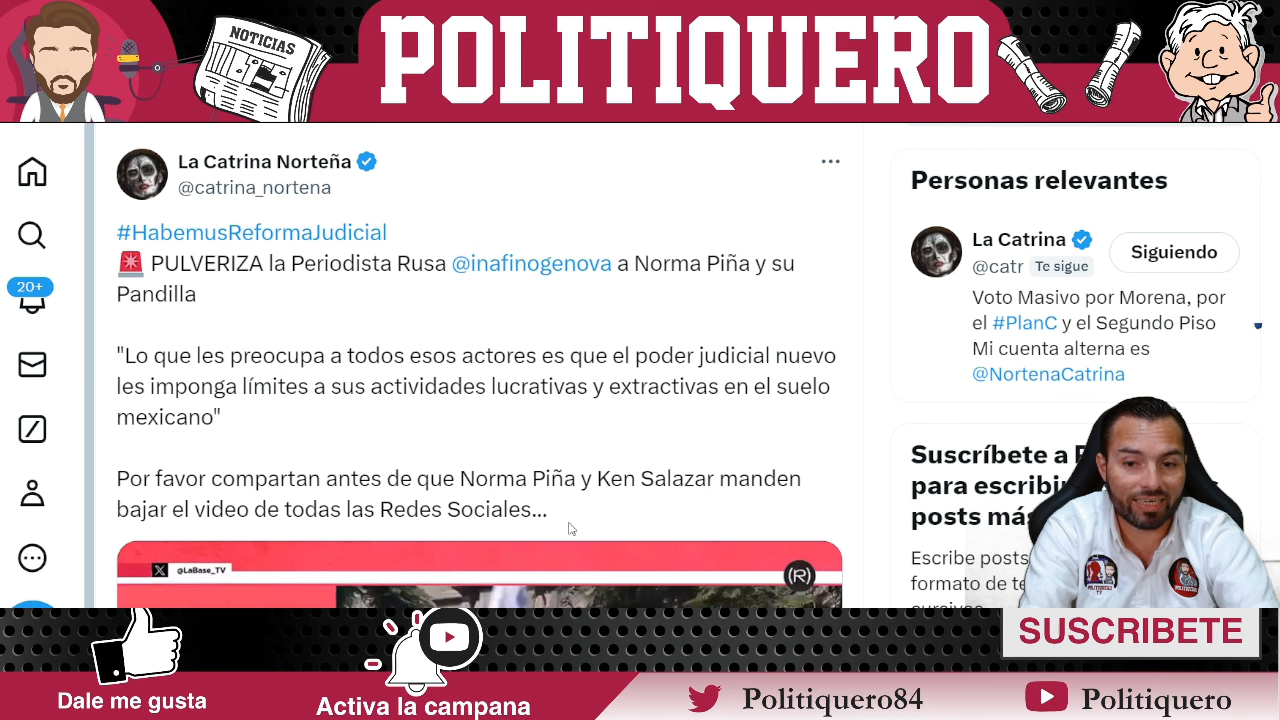 NOTICIAS
POLITIQUERO
La Catrina Norteña
@catrina_nortena
#HabemusReformaJudicial
PULVERIZA la Periodista Rusa @inafinogenova a Norma Piña y su
Pandilla
"Lo que les preocupa a todos esos actores es que el poder judicial nuevo
les imponga límites a sus actividades lucrativas y extractivas en el suelo
mexicano"
Por favor compartan antes de que Norma Piña y Ken Salazar manden
bajar el video de todas las Redes Sociales...
@LaBase_TV
(R)
20+
Personas relevantes
La Catrina
@catr Te sigue
Siguiendo
Voto Masivo por Morena, por
el #PlanC y el Segundo Piso
Mi cuenta alterna es
@NortenaCatrina
Suscríbete a
para escribi
posts más
Escribe posts
formato de te
SUSCRIBETE
Dale me gusta
Activa la campana
Politiquero84
Politiquero